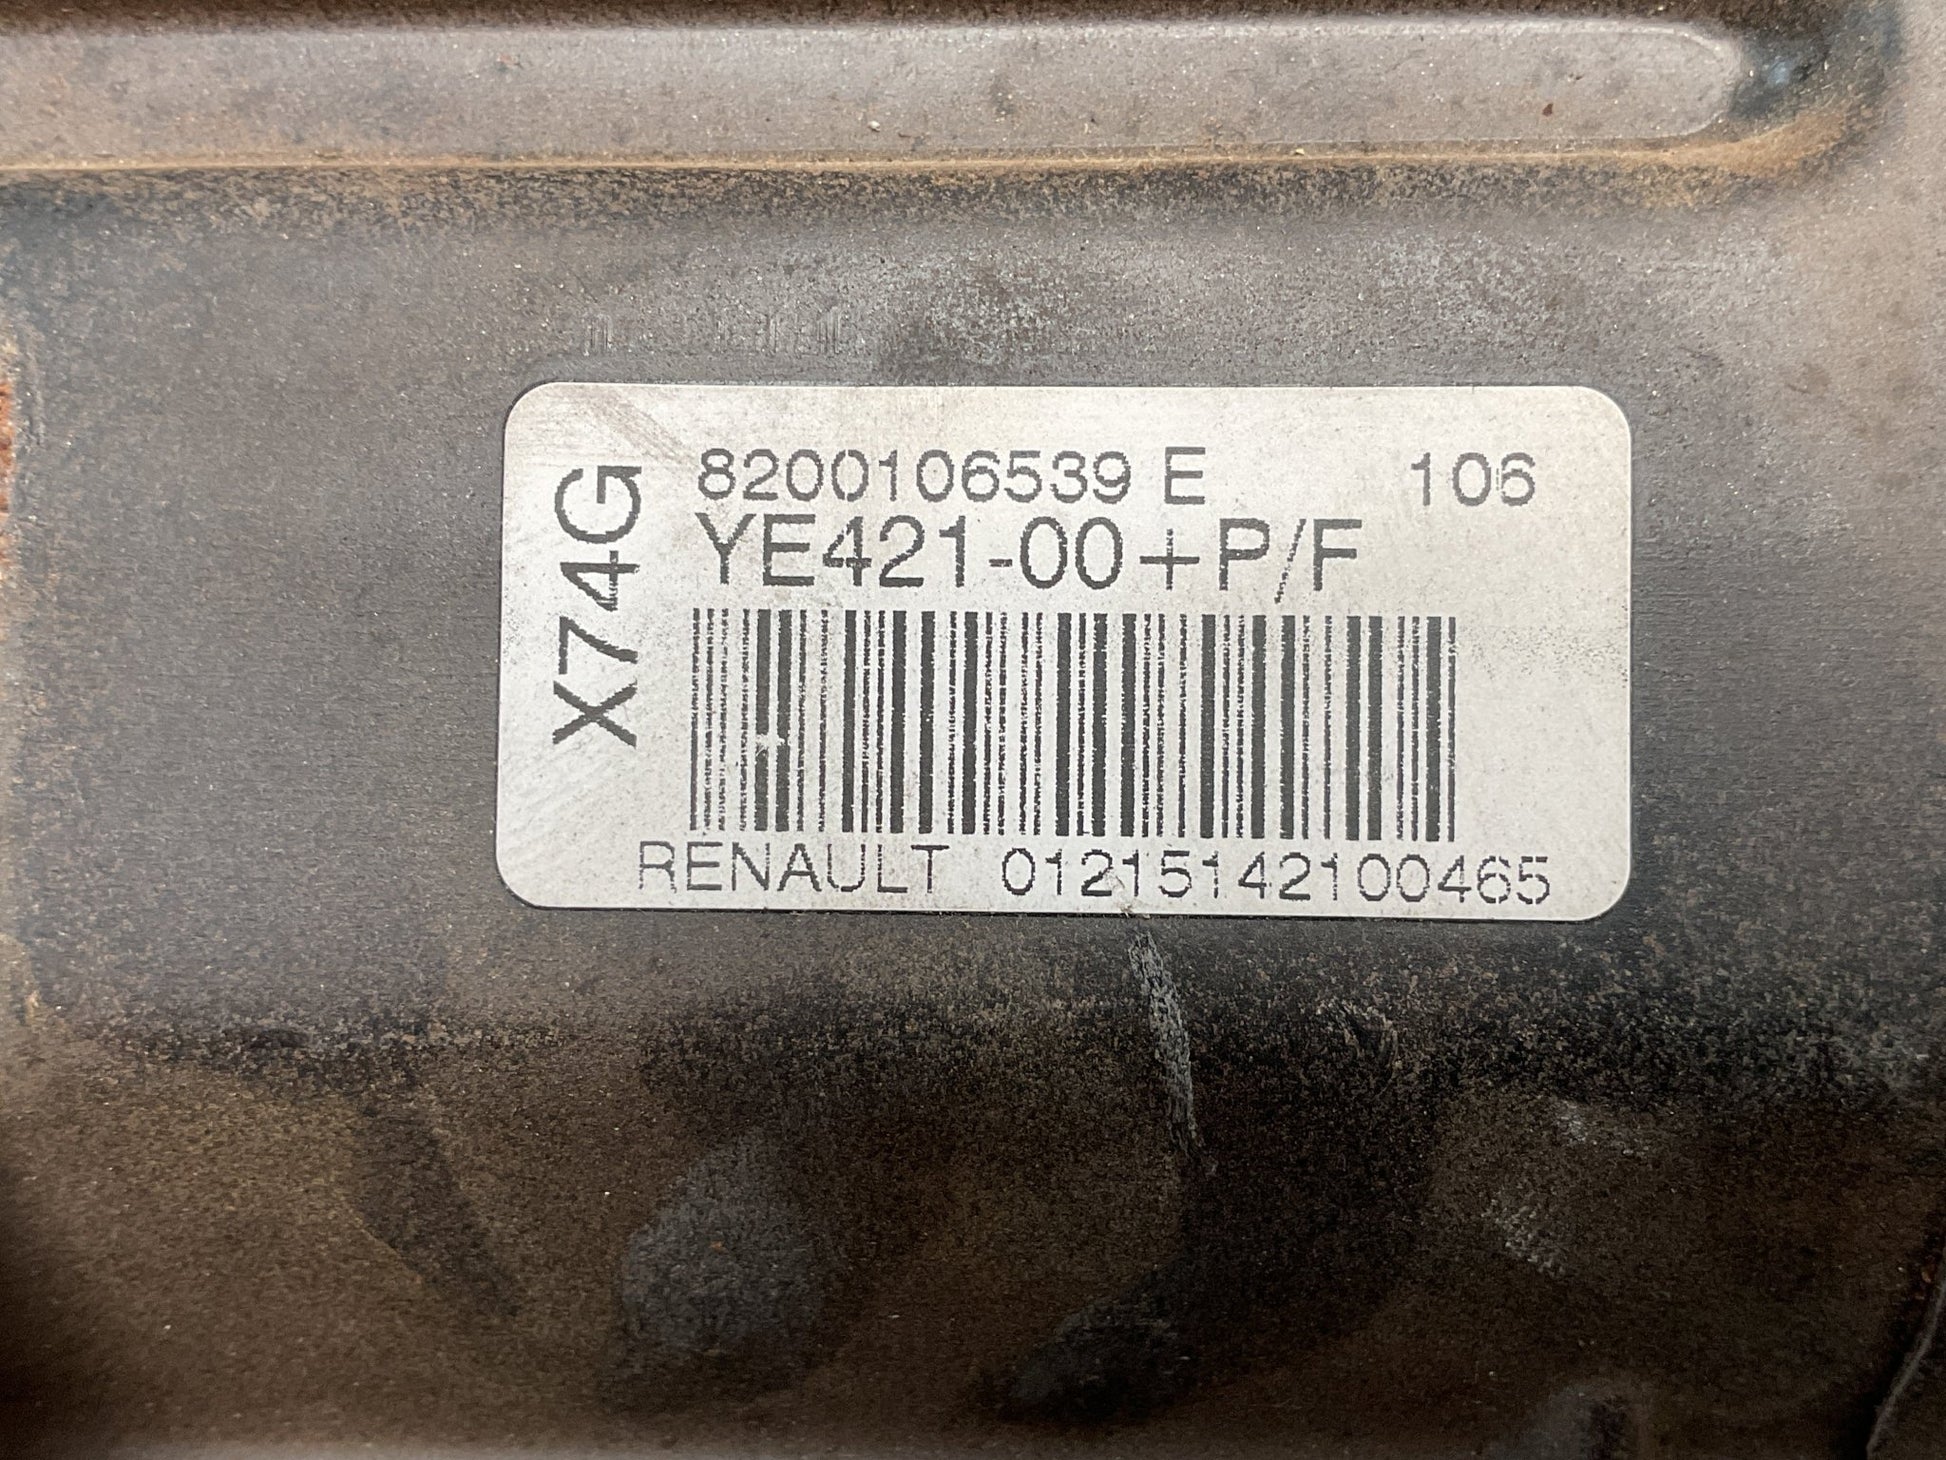 X74G
8200106539 E 106
YE421-00+P/F
RENAULT 01215142100465